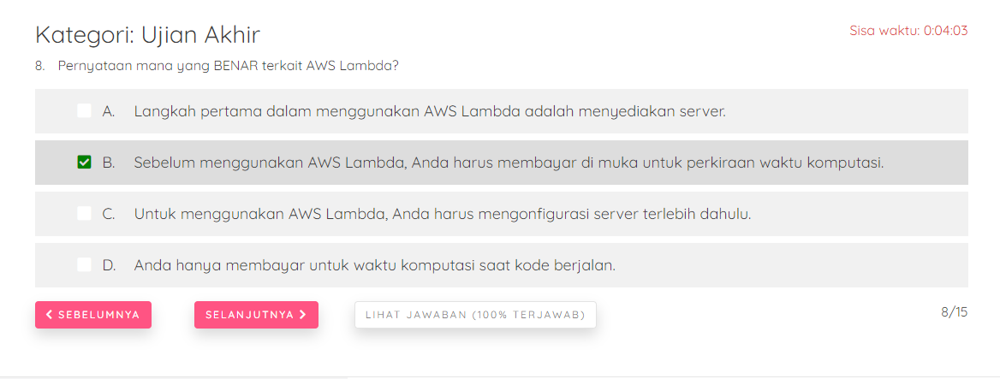 Kategori: Ujian Akhir
Sisa waktu: 0:04:03
8. Pernyataan mana yang BENAR terkait AWS Lambda?
A. Langkah pertama dalam menggunakan AWS Lambda adalah menyediakan server.
B. Sebelum menggunakan AWS Lambda, Anda harus membayar di muka untuk perkiraan waktu komputasi.
C. Untuk menggunakan AWS Lambda, Anda harus mengonfigurasi server terlebih dahulu.
D. Anda hanya membayar untuk waktu komputasi saat kode berjalan.
SEBELUMNYA SELANJUTNYA LIHAT JAWABAN (100% TERJAWAB) 8/15